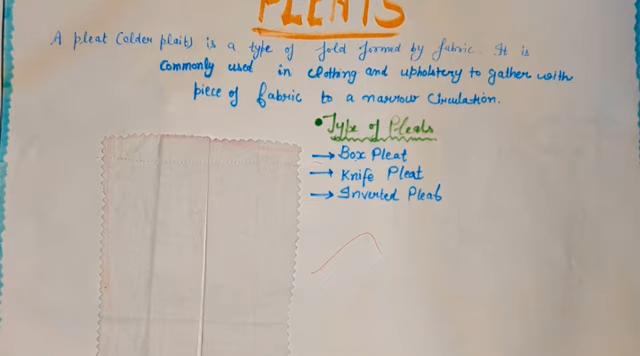 PLEATS
A pleat (older plait) is a type of fold formed by fabric. It is
commonly used in clothing and upholstery to gather with
piece of fabric to a narrow Circulation.
Type of Pleats
Box Pleat
Knife Pleat
Inverted Pleat